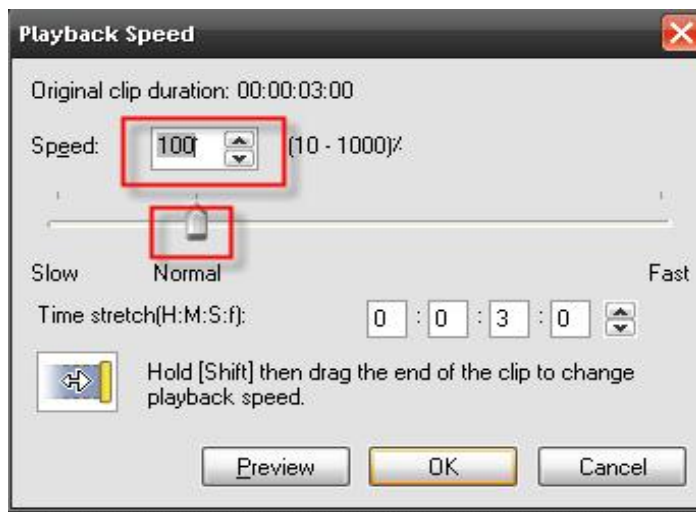 Playback Speed
Original clip duration: 00:00:03:00
Speed: 100 (10 - 1000)%
Slow Normal Fast
Time stretch(H:M:S:f): 0 : 0 : 3 : 0
Hold [Shift] then drag the end of the clip to change
playback speed.
Preview OK Cancel